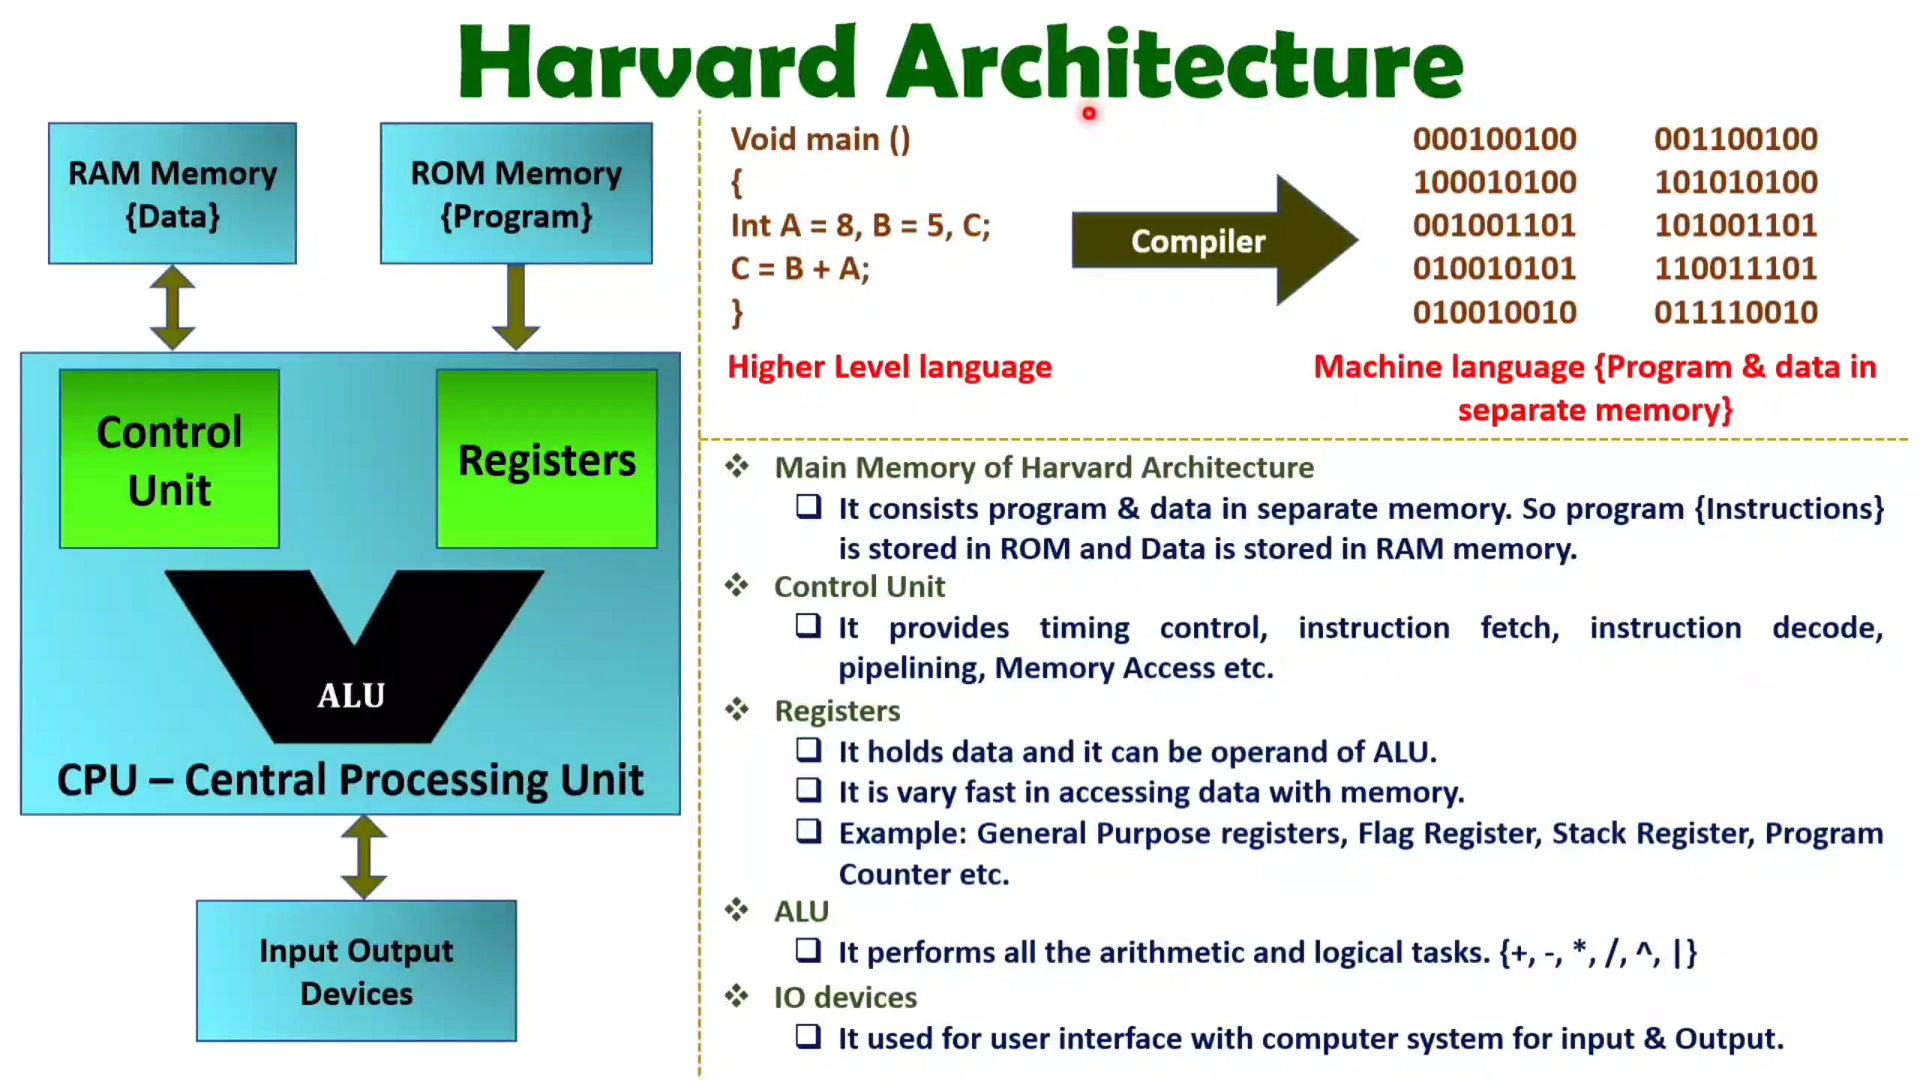 Harvard Architecture
RAM Memory
{Data}
ROM Memory
{Program}
Control
Unit
Registers
ALU
CPU – Central Processing Unit
Input Output
Devices
Void main ()
{
Int A = 8, B = 5, C;
C = B + A;
}
Higher Level language
Compiler
000100100 001100100
100010100 101010100
001001101 101001101
010010101 110011101
010010010 011110010
Machine language {Program & data in
separate memory}
❖ Main Memory of Harvard Architecture
❑ It consists program & data in separate memory. So program {Instructions}
is stored in ROM and Data is stored in RAM memory.
❖ Control Unit
❑ It provides timing control, instruction fetch, instruction decode,
pipelining, Memory Access etc.
❖ Registers
❑ It holds data and it can be operand of ALU.
❑ It is vary fast in accessing data with memory.
❑ Example: General Purpose registers, Flag Register, Stack Register, Program
Counter etc.
❖ ALU
❑ It performs all the arithmetic and logical tasks. {+, -, *, /, ^, |}
❖ IO devices
❑ It used for user interface with computer system for input & Output.